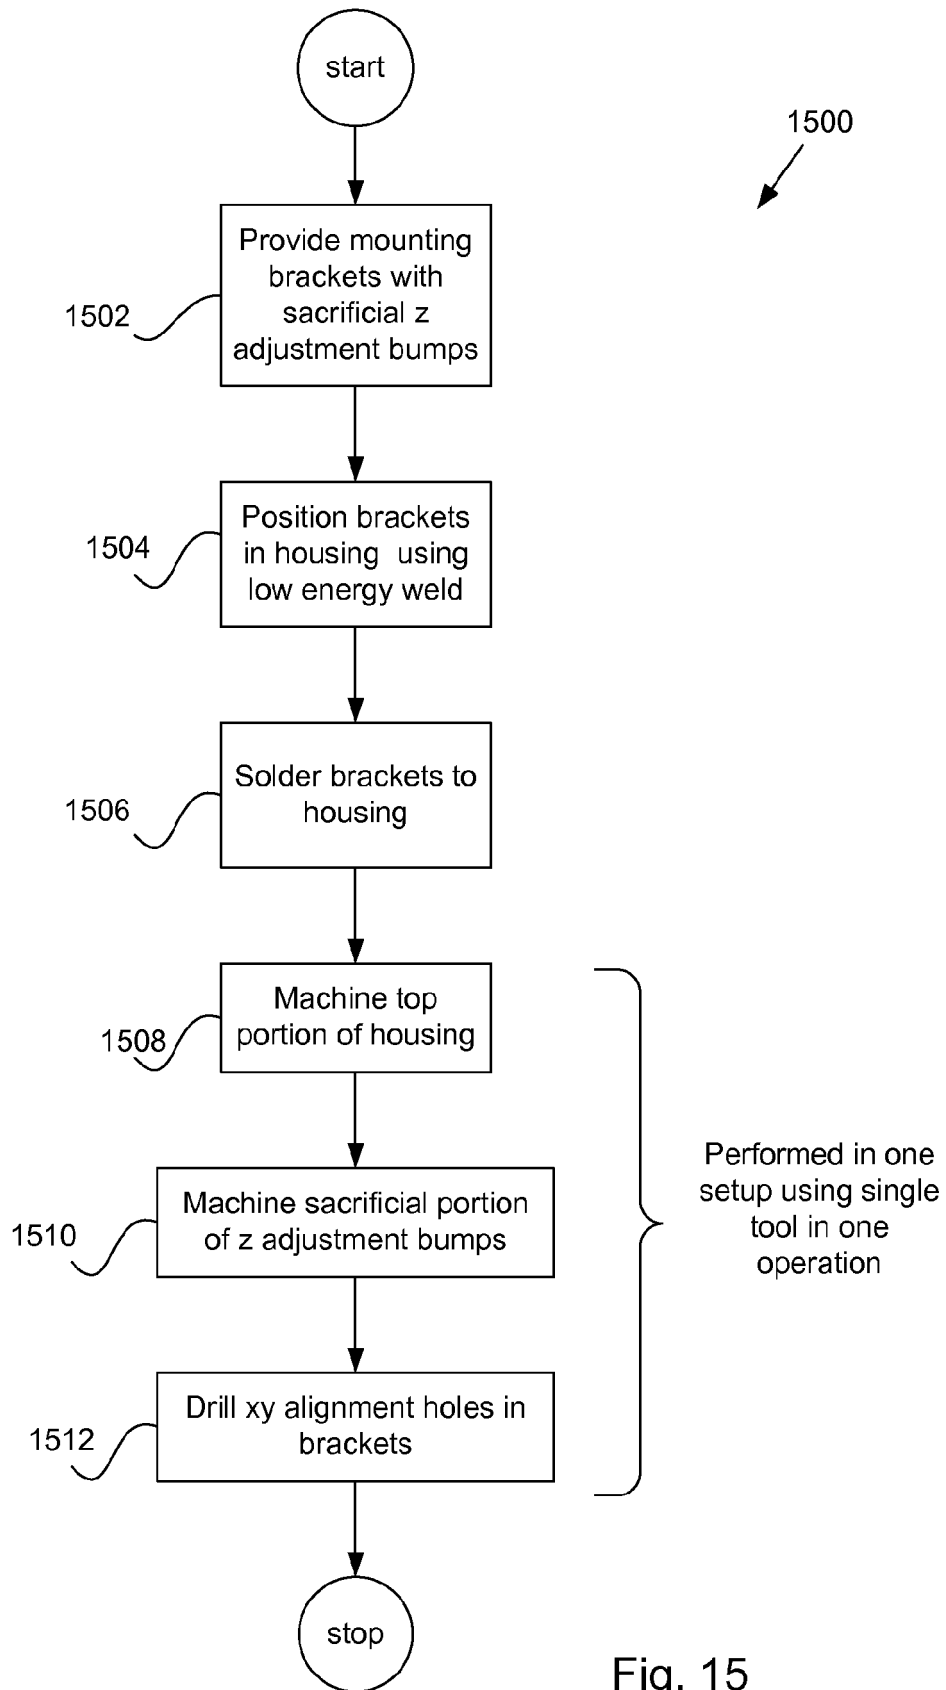 start
1500
Provide mounting
brackets with
sacrificial z
adjustment bumps
1502
Position brackets
in housing using
low energy weld
1504
Solder brackets to
housing
1506
Machine top
portion of housing
1508
Machine sacrificial portion
of z adjustment bumps
1510
Performed in one
setup using single
tool in one
operation
Drill xy alignment holes in
brackets
1512
stop
Fig. 15